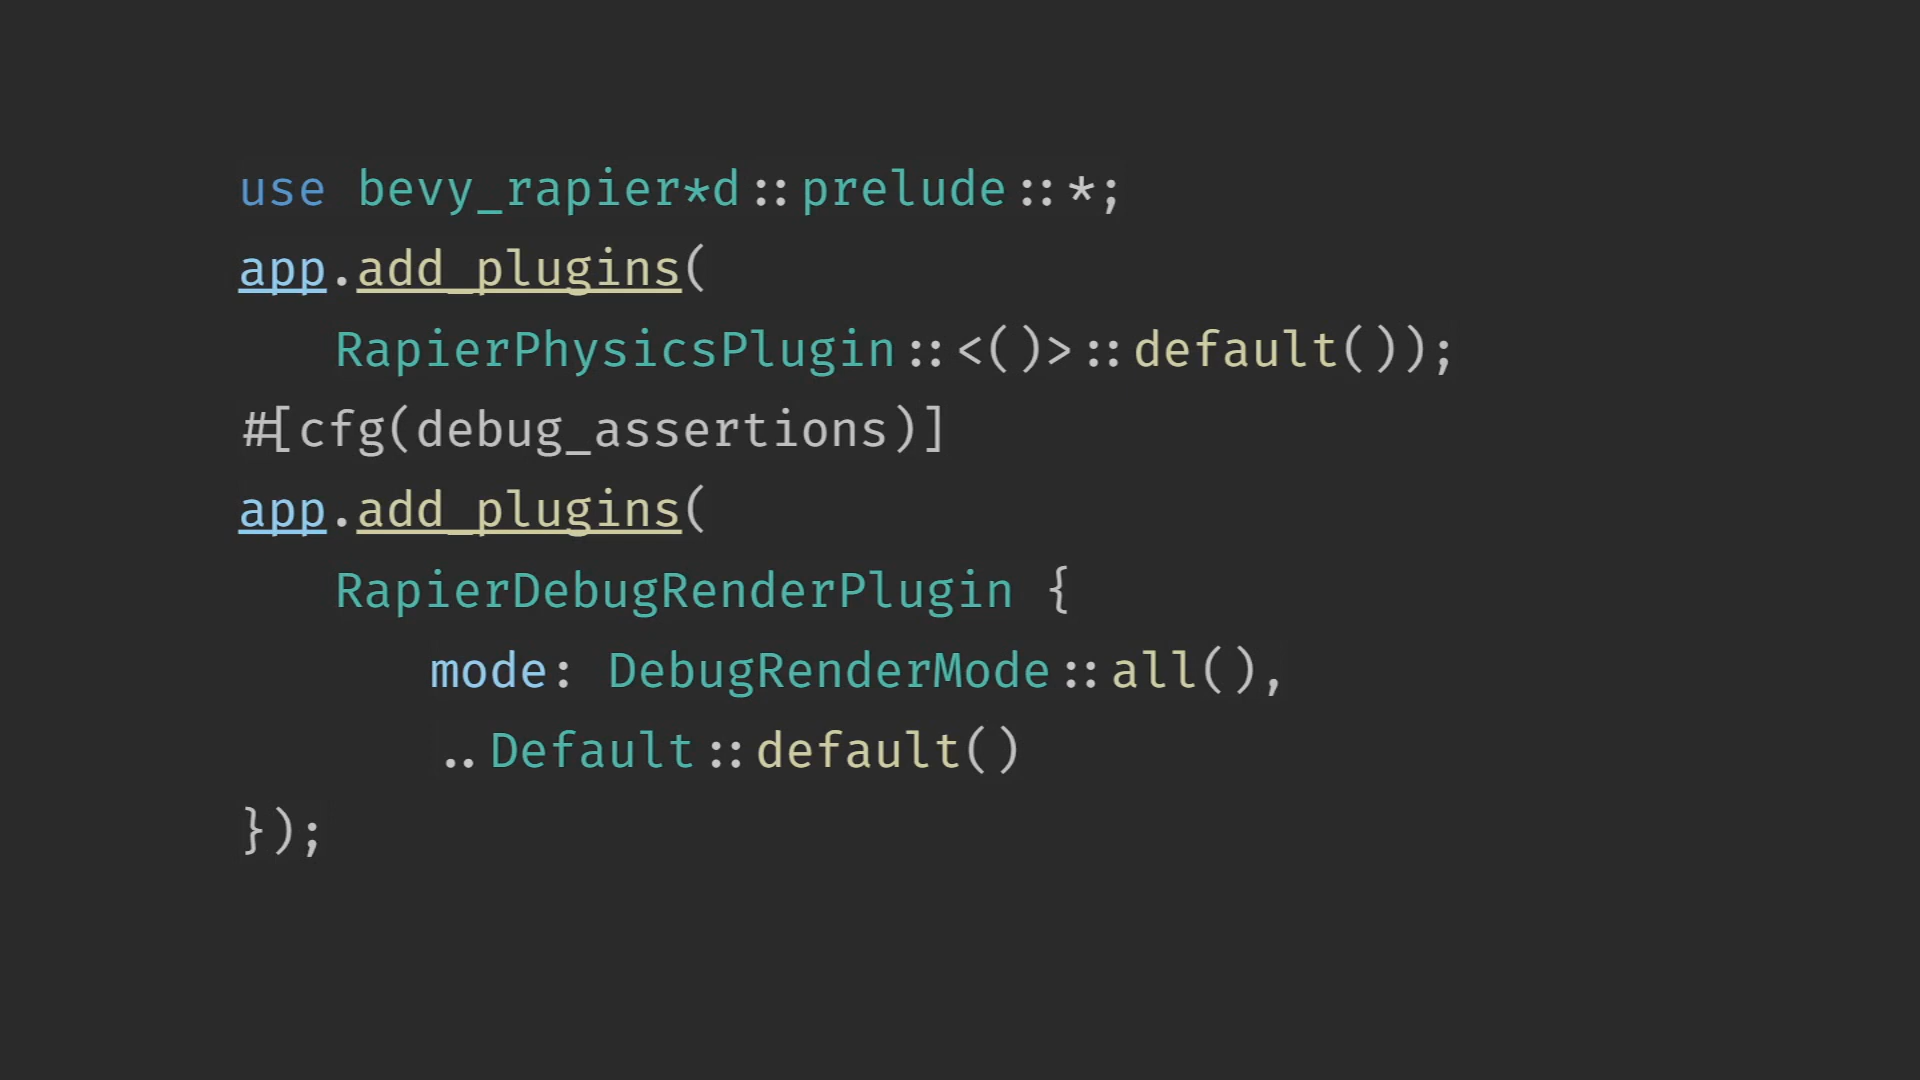 use bevy_rapier*d::prelude::*;
app.add_plugins(
RapierPhysicsPlugin::<()>::default());
#[cfg(debug_assertions)]
app.add_plugins(
RapierDebugRenderPlugin {
mode: DebugRenderMode::all(),
..Default::default()
});